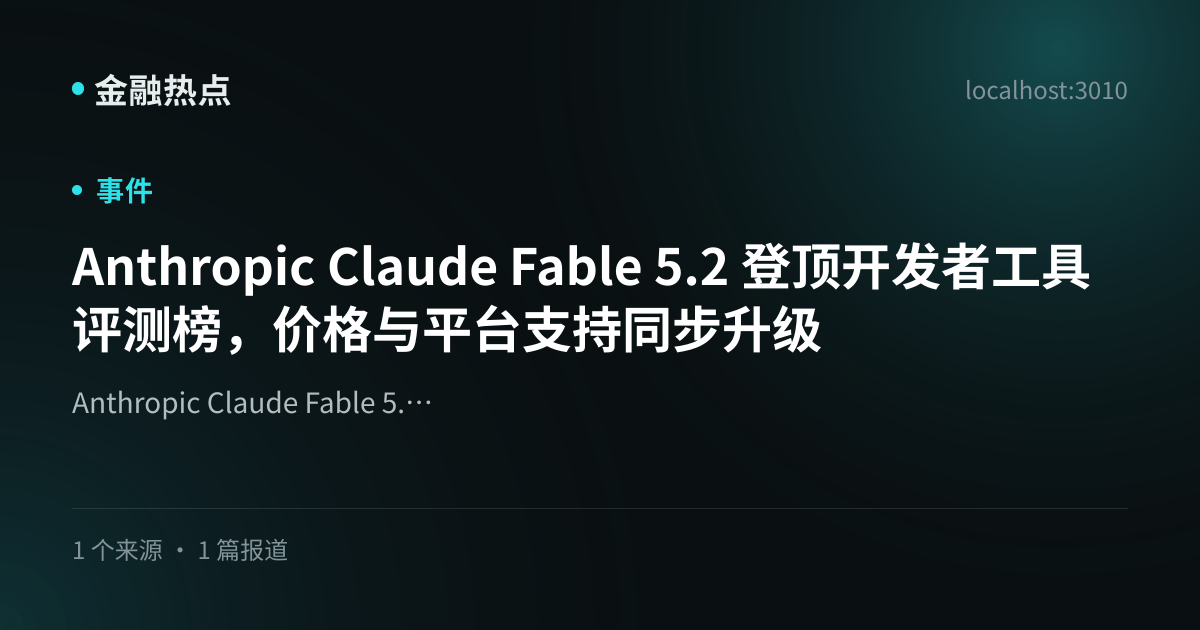 金融热点
localhost:3010
事件
Anthropic Claude Fable 5.2 登顶开发者工具
评测榜，价格与平台支持同步升级
Anthropic Claude Fable 5.…
1 个来源 · 1 篇报道